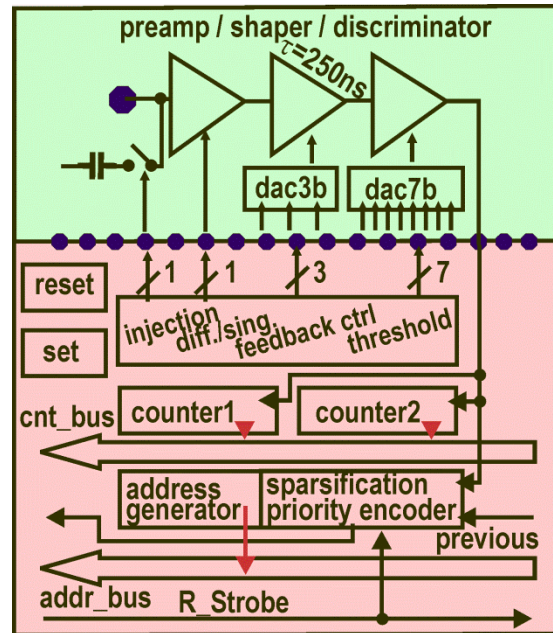 preamp / shaper / discriminator
τ=250ns
dac3b
dac7b
1
1
3
7
reset
injection
diff./sing.
feedback ctrl
threshold
set
counter1
counter2
cnt_bus
address
generator
sparsification
priority encoder
previous
addr_bus
R_Strobe